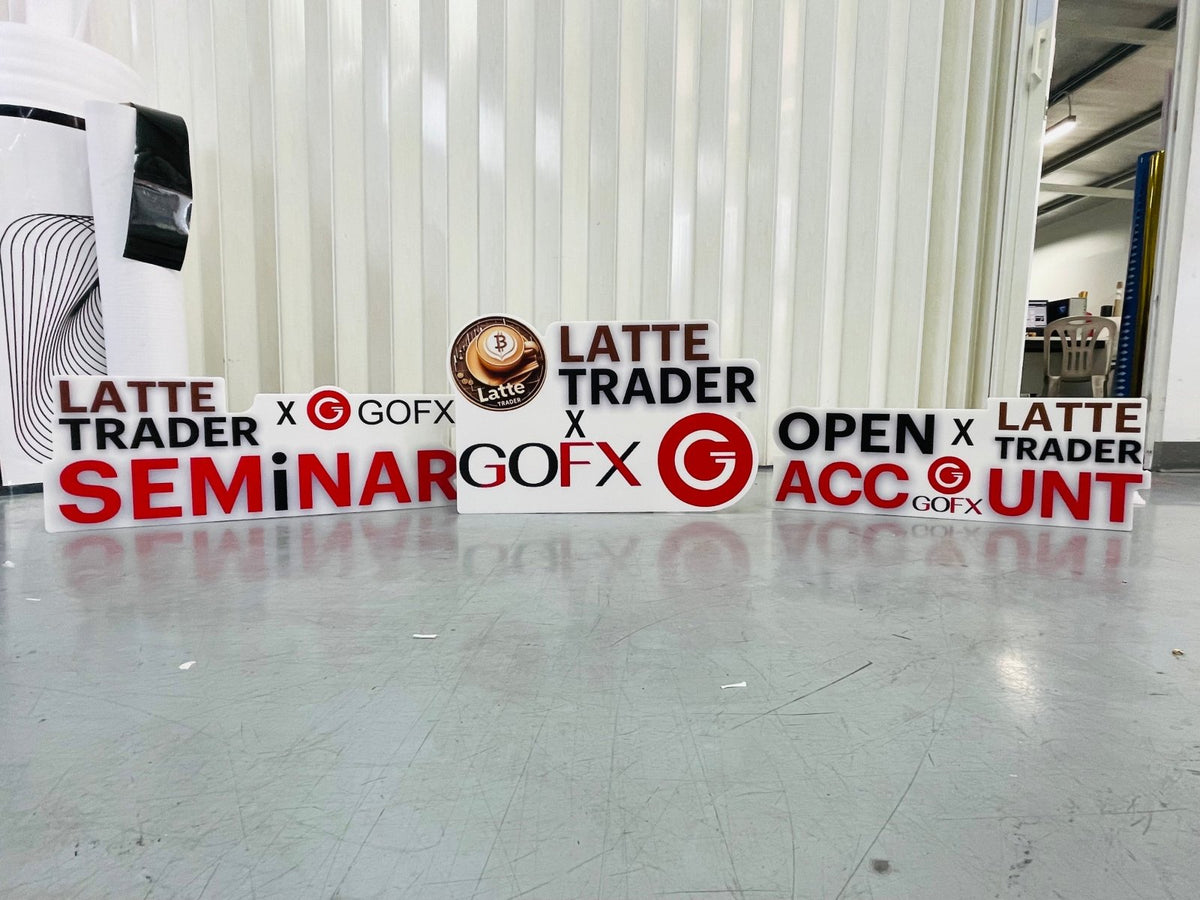 LATTE
TRADER
X GOFX
SEMiNAR
Latte
TRADER
LATTE
TRADER
X
GOFX
OPEN X LATTE
TRADER
ACC GOFX UNT